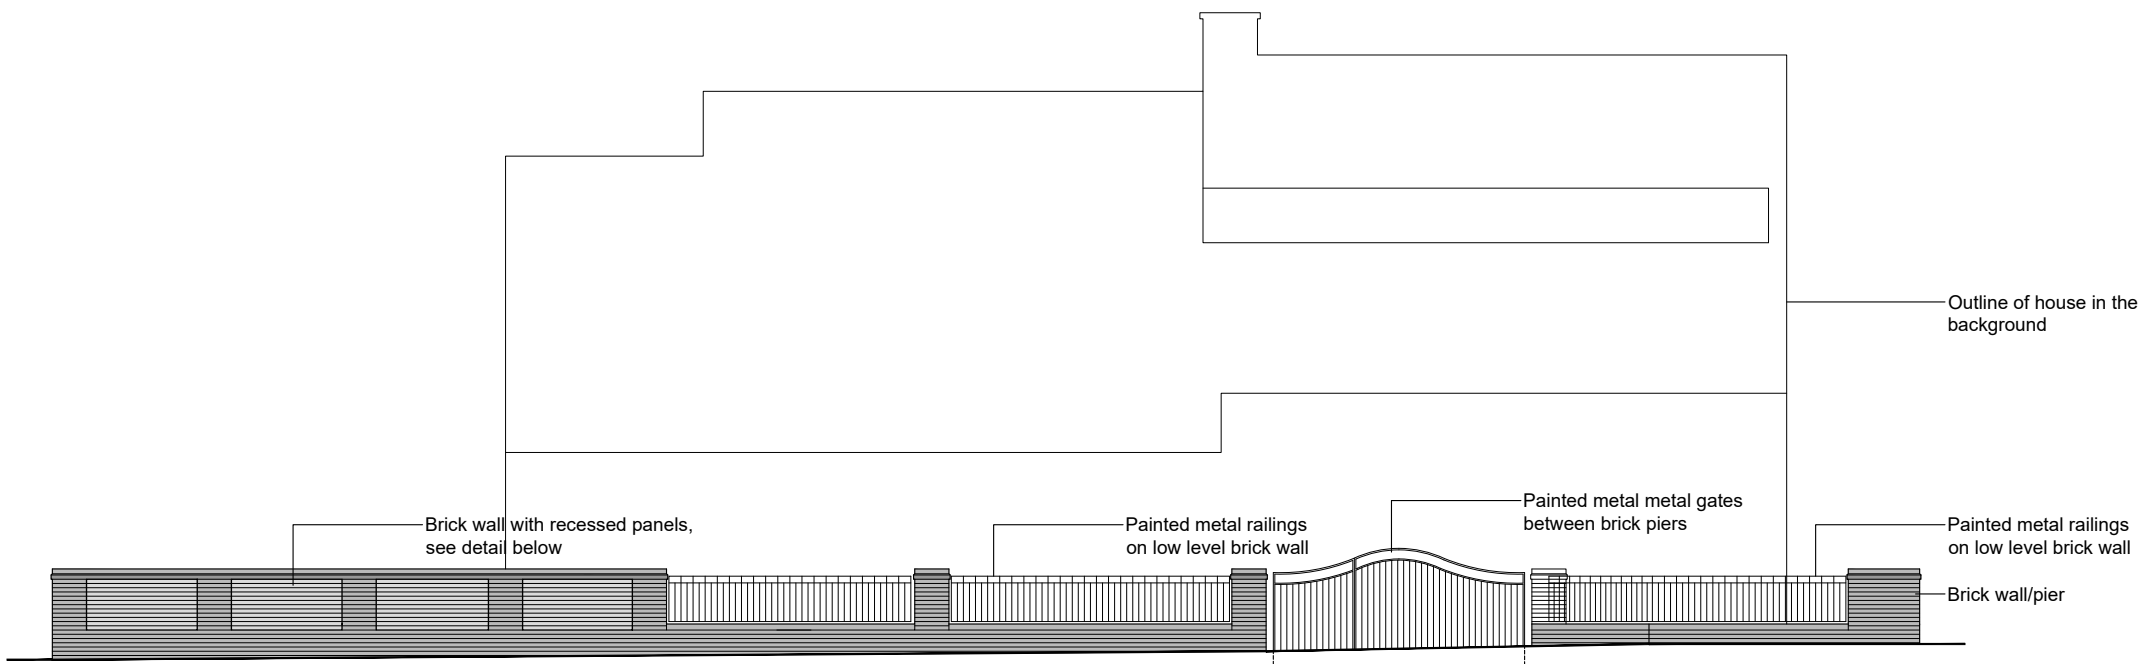 Outline of house in the
background
Painted metal metal gates
between brick piers
Brick wall with recessed panels,
see detail below
Painted metal railings
on low level brick wall
Painted metal railings
on low level brick wall
Brick wall/pier